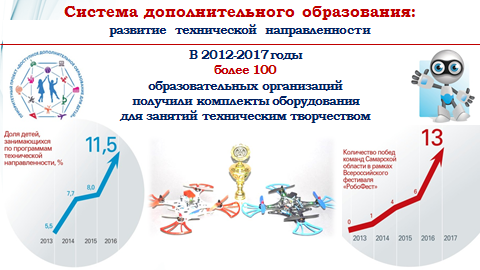 Система дополнительного образования:
развитие технической направленности
В 2012-2017 годы
более 100
образовательных организаций
получили комплекты оборудования
для занятий техническим творчеством
Доля детей,
занимающихся
по программам
технической
направленности, %
11,5
5,5
7,7
8,0
2013 2014 2015 2016
Количество побед
команд Самарской
области в рамках
Всероссийского
фестиваля
«РобоФест»
13
0
1
4
6
2013 2014 2015 2016 2017